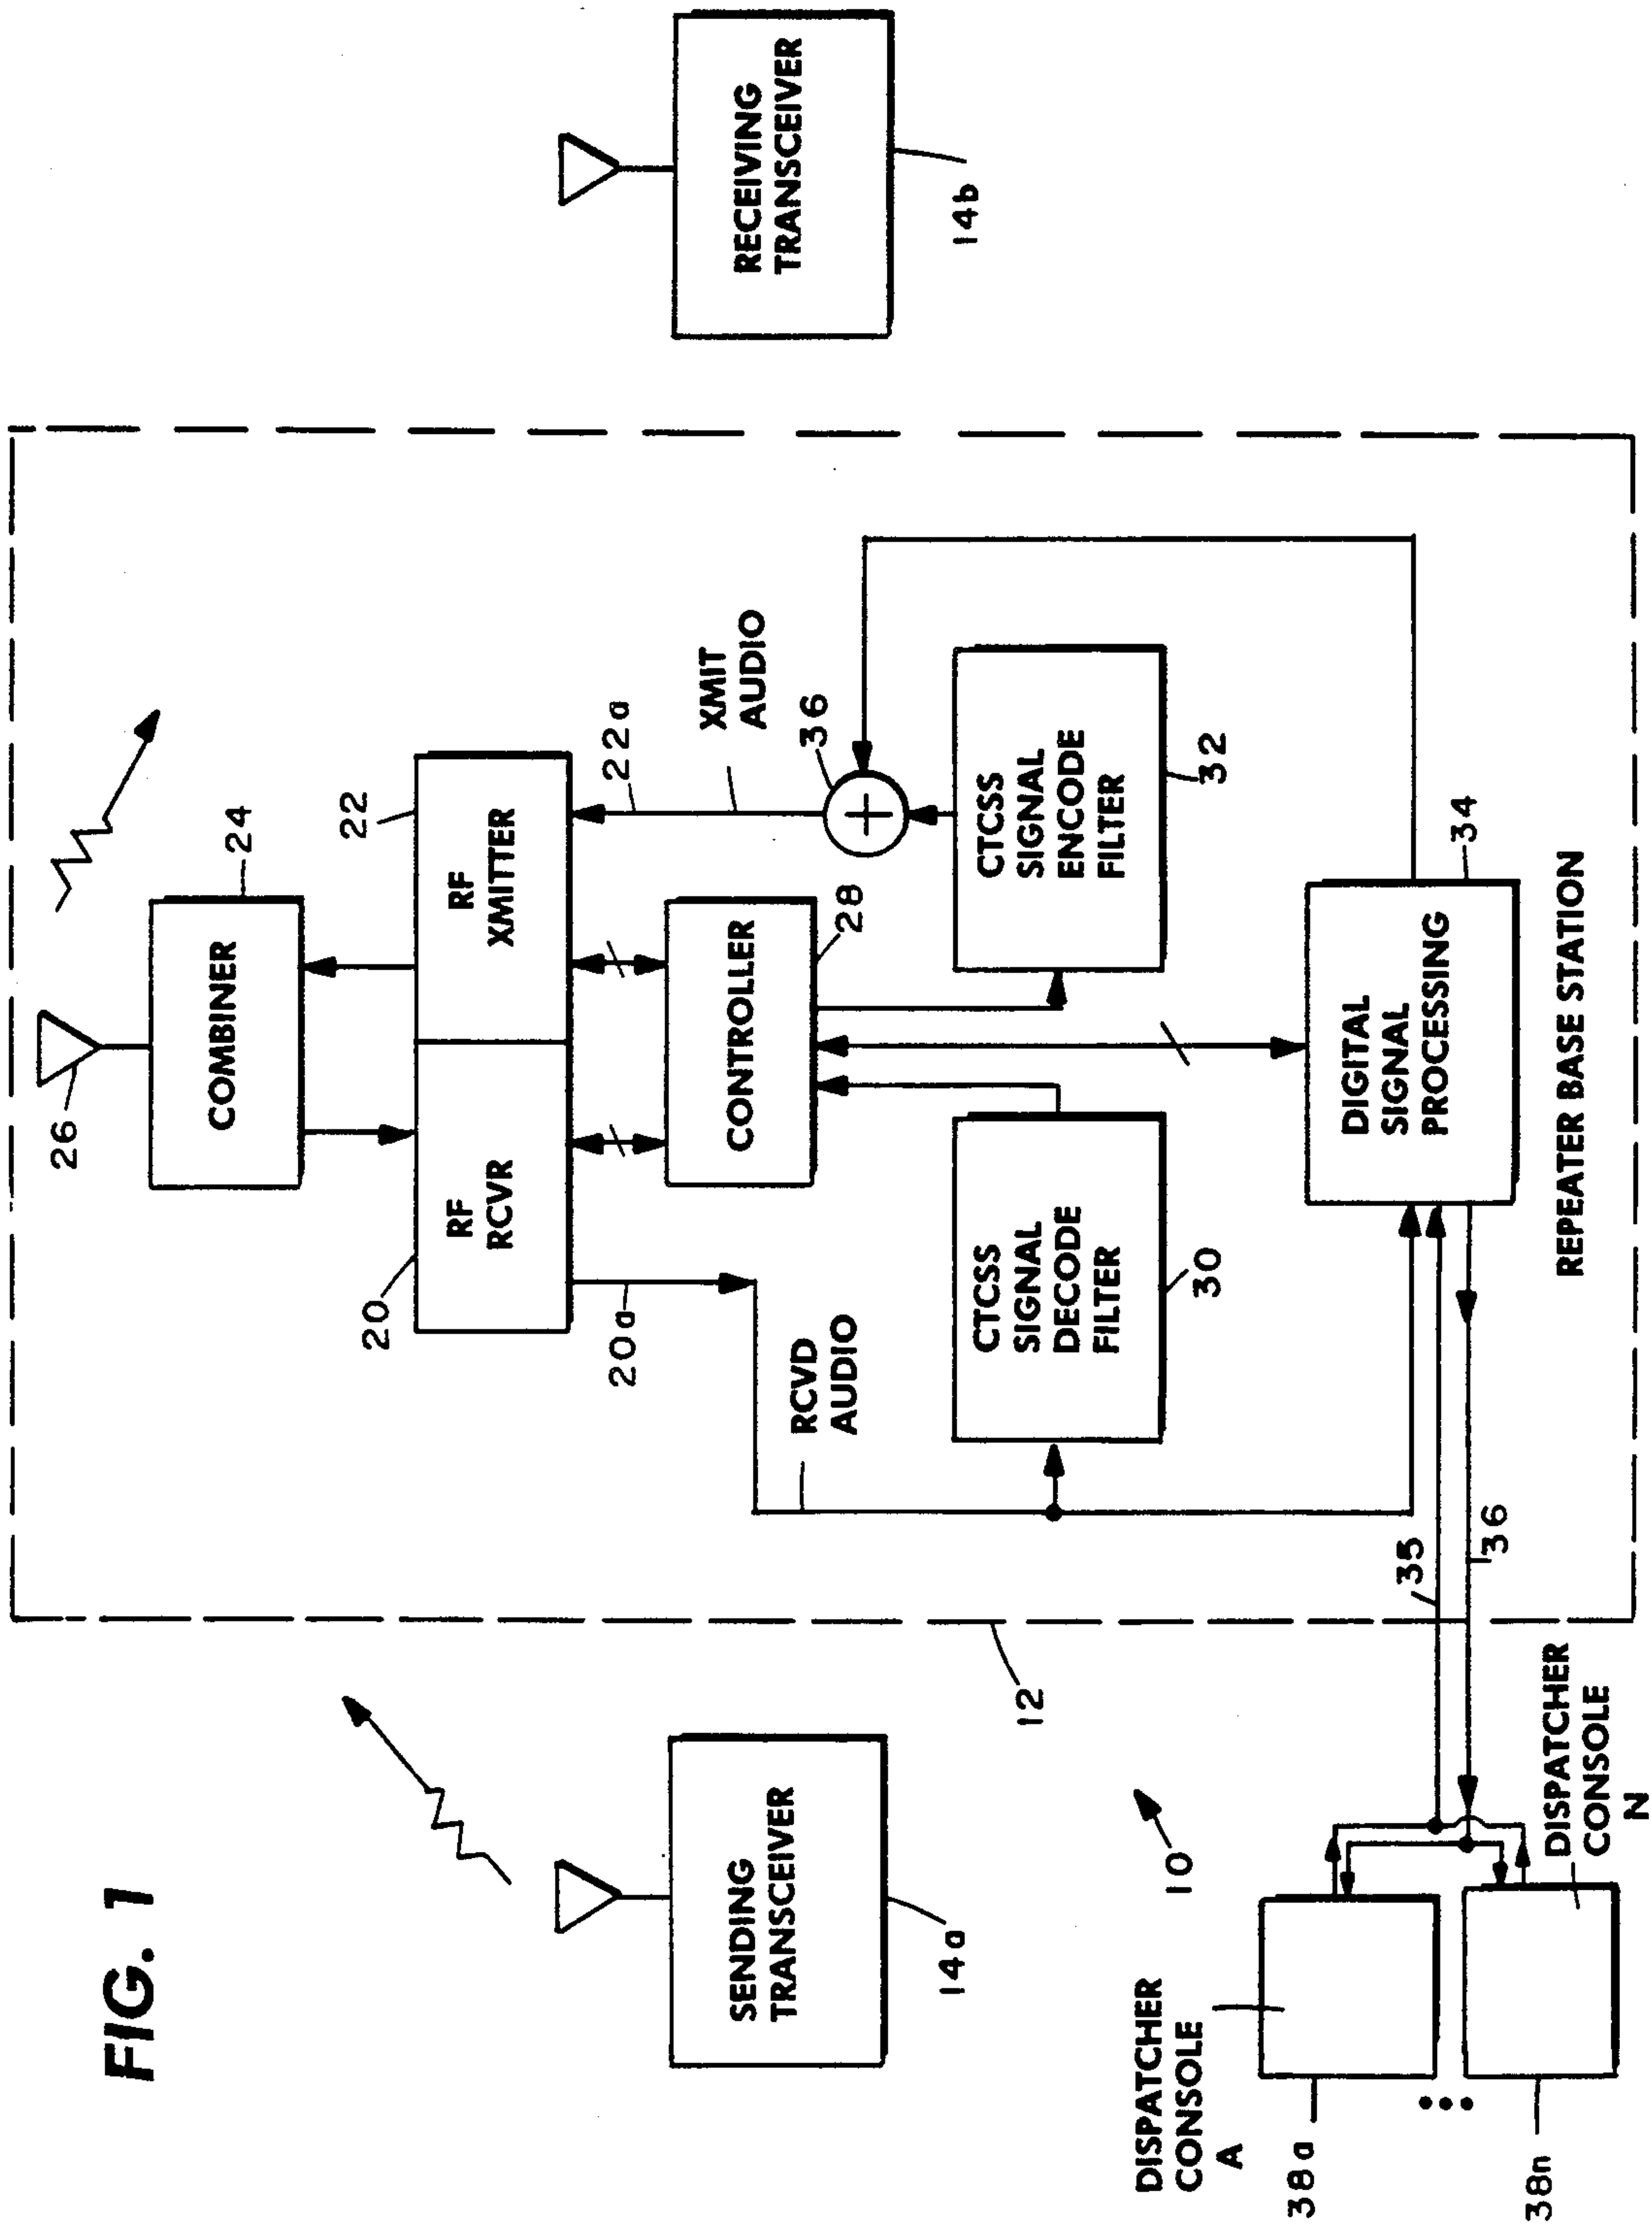 FIG. 1
26
COMBINER
24
20
RF
RCVR
RF
XMITTER
22
20a
22a
CONTROLLER
28
RCVD
AUDIO
XMIT
AUDIO
36
SENDING
TRANSCEIVER
14a
RECEIVING
TRANSCEIVER
14b
12
CTCSS
SIGNAL
DECODE
FILTER
30
CTCSS
SIGNAL
ENCODE
FILTER
32
10
DISPATCHER
CONSOLE
A
38a
38n
DISPATCHER
CONSOLE
N
35
36
DIGITAL
SIGNAL
PROCESSING
34
REPEATER BASE STATION